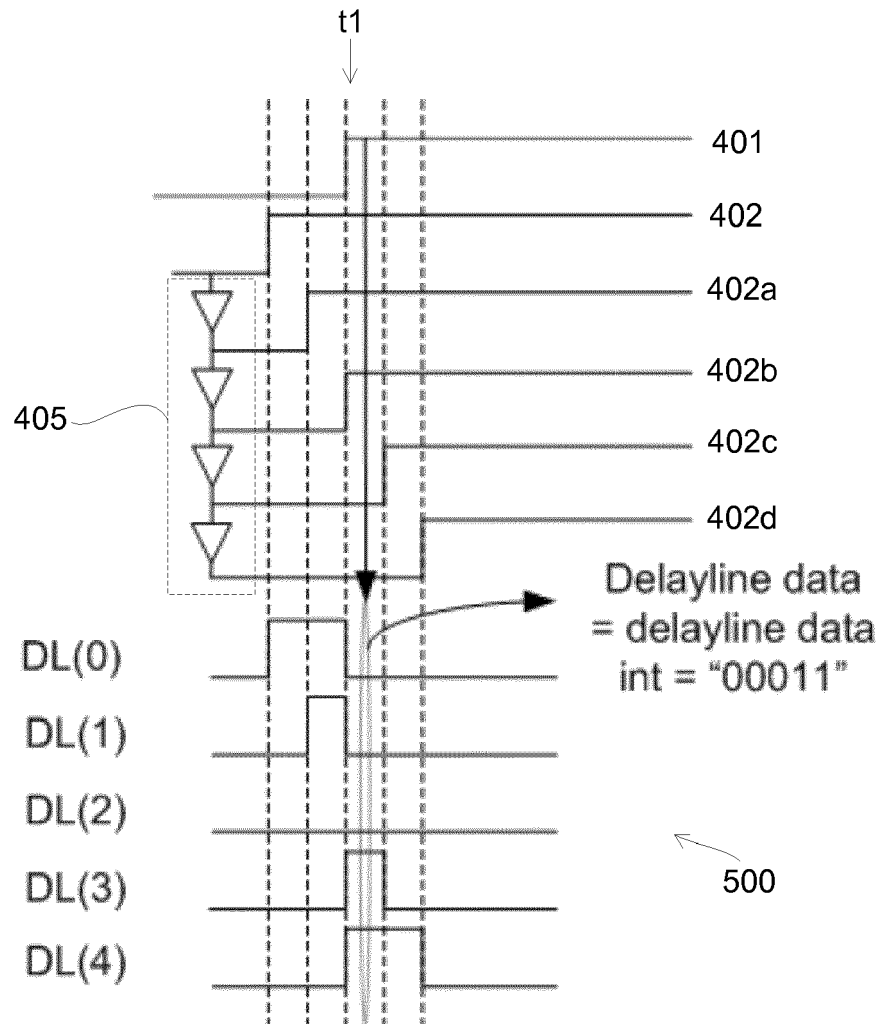 t1
401
402
402a
402b
405
402c
402d
Delayline data
= delayline data
int = “00011”
DL(0)
DL(1)
DL(2)
DL(3)
500
DL(4)